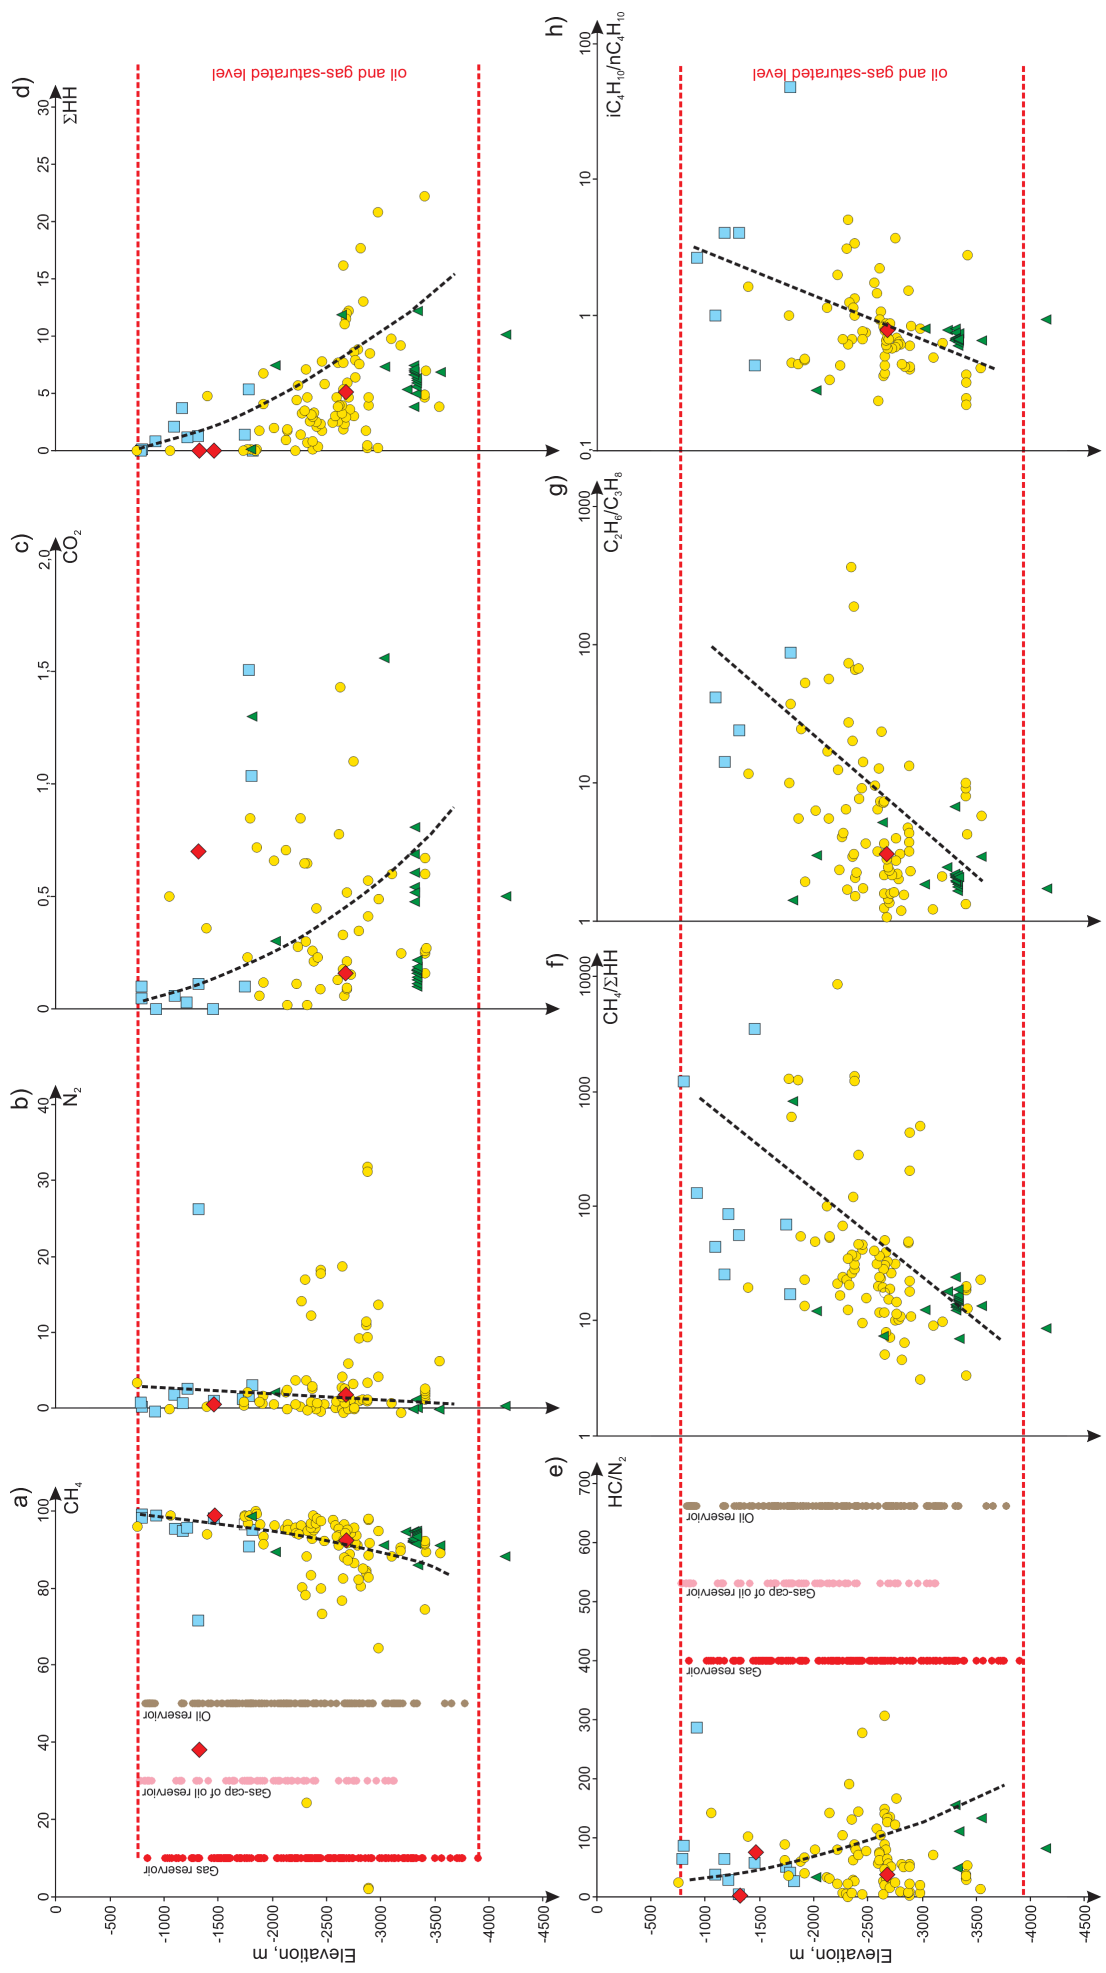 a)
CH₄
0
20
40
60
80
100
b)
N₂
0
10
20
30
40
c)
CO₂
0
0.5
1.0
1.5
2.0
d)
ΣHH
0
5
10
15
20
25
30
Elevation, m
0
-500
-1000
-1500
-2000
-2500
-3000
-3500
-4000
-4500
Gas reservoir
Gas-cap of oil reservior
Oil reservior
oil and gas-saturated level
e)
HC/N₂
0
100
200
300
400
500
600
700
f)
CH₄/ΣHH
1
10
100
1000
10000
g)
C₂H₆/C₃H₈
1
10
100
1000
h)
iC₄H₁₀/nC₄H₁₀
0.1
1
10
100
Elevation, m
0
-500
-1000
-1500
-2000
-2500
-3000
-3500
-4000
-4500
Gas reservoir
Gas-cap of oil reservior
Oil reservior
oil and gas-saturated level